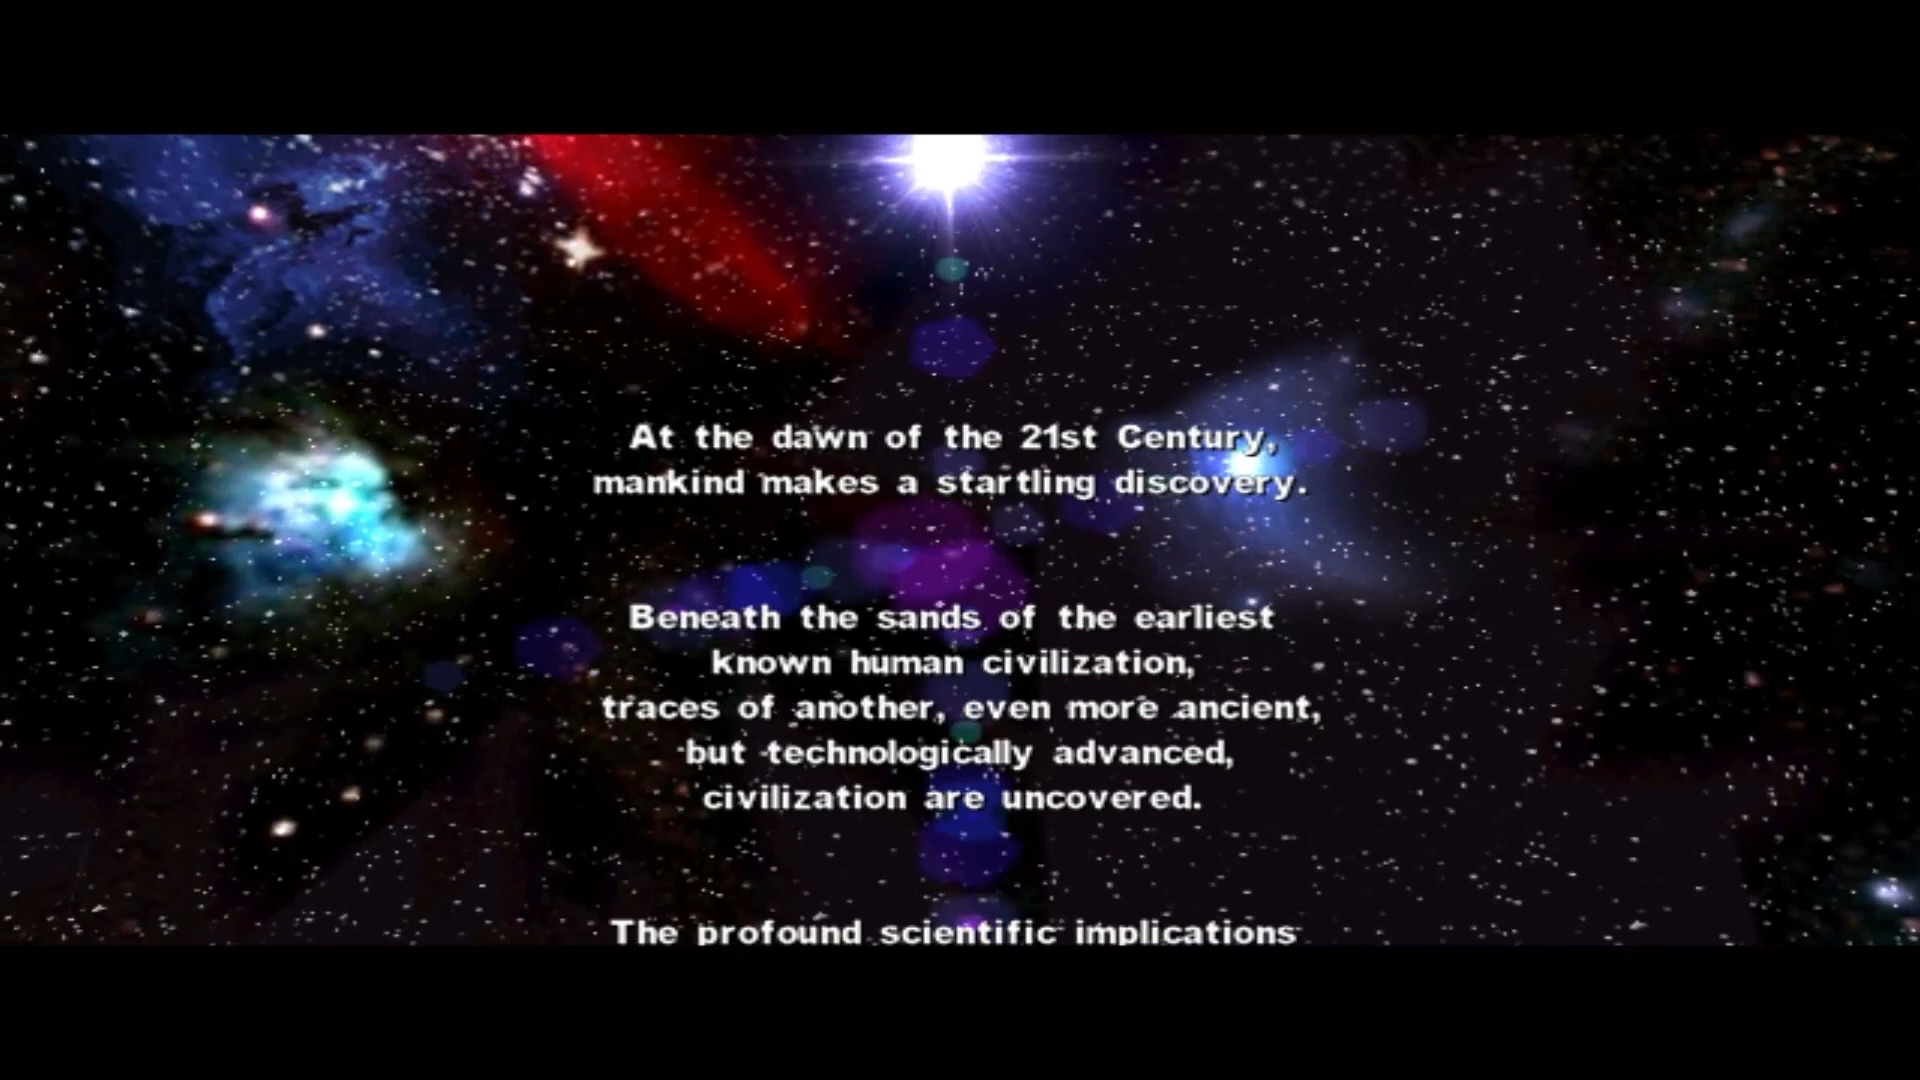 At the dawn of the 21st Century,
mankind makes a startling discovery.
Beneath the sands of the earliest
known human civilization,
traces of another, even more ancient,
but technologically advanced,
civilization are uncovered.
The profound scientific implications